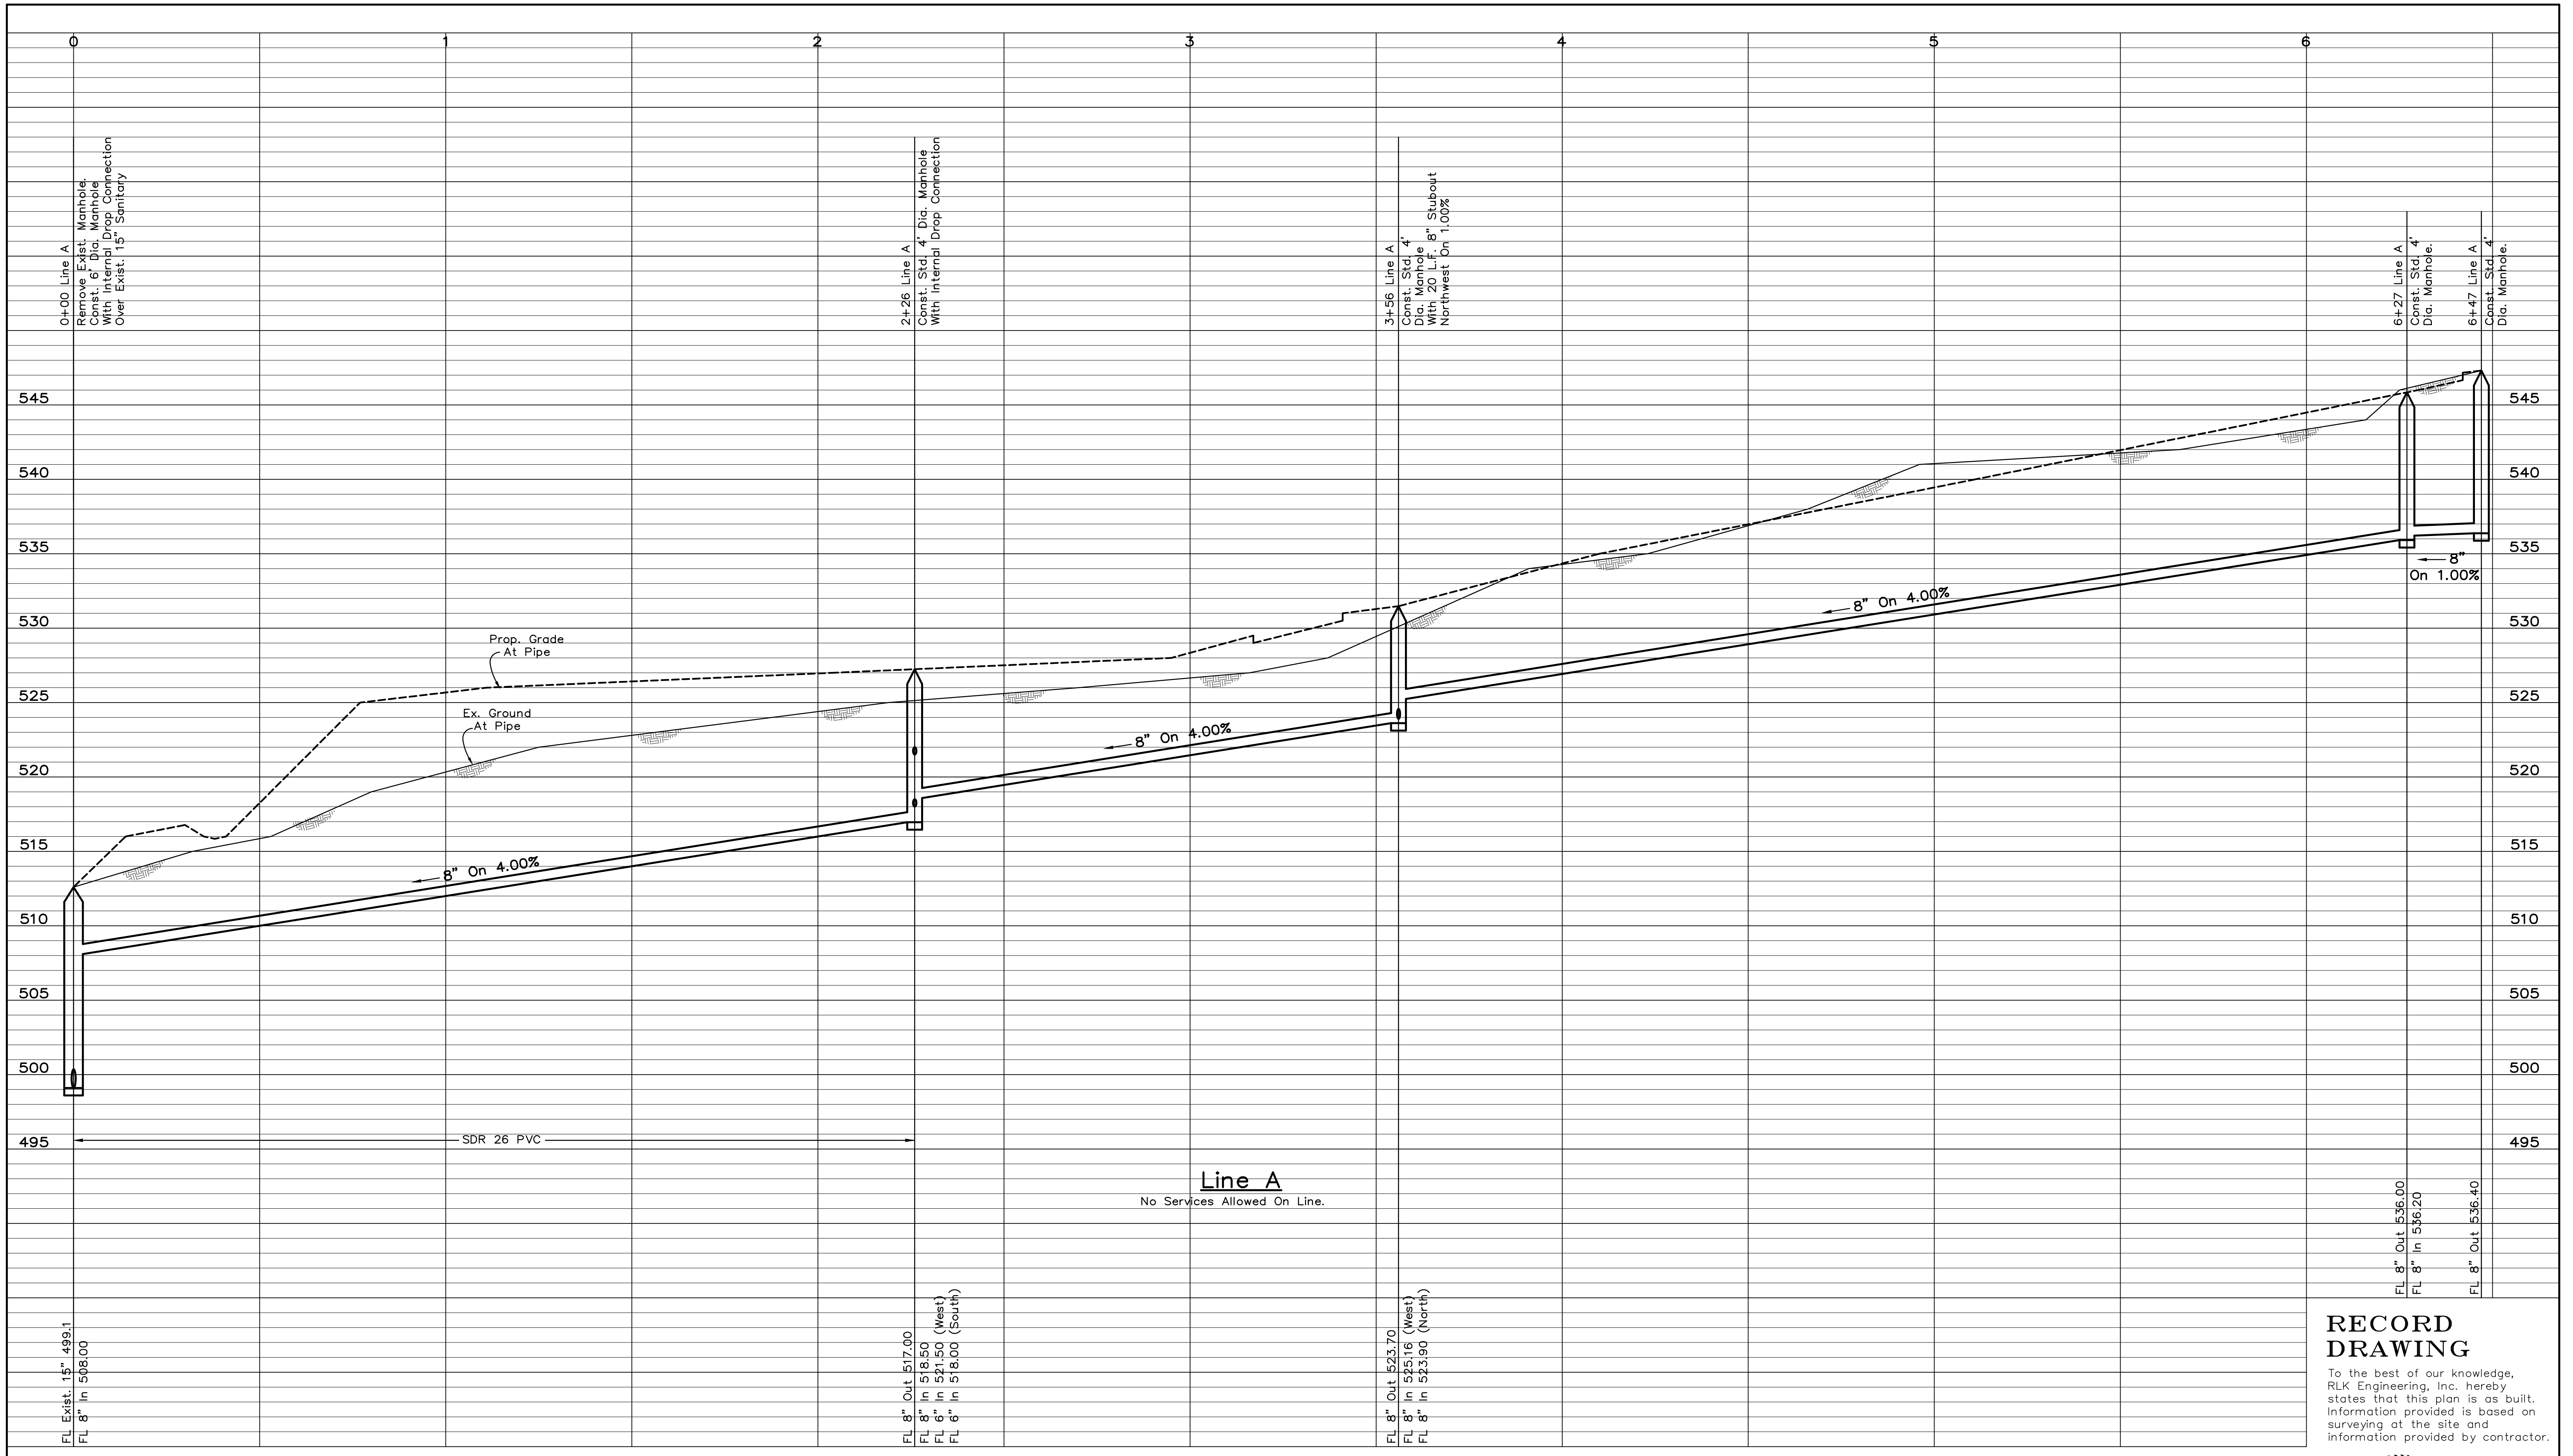 0 1 2 3 4 5 6
0+00 Line A
Remove Exist. Manhole.
Const. 6' Dia. Manhole
With Internal Drop Connection
Over Exist. 15" Sanitary
2+26 Line A
Const. Std. 4' Dia. Manhole
With Internal Drop Connection
3+56 Line A
Const. Std. 4'
Dia. Manhole
With 20 L.F. 8" Stubout
Northwest On 1.00%
6+27 Line A
Const. Std. 4'
Dia. Manhole.
6+47 Line A
Const. Std. 4'
Dia. Manhole.
545 545
540 540
535 535
8"
On 1.00%
8" On 4.00%
530 530
Prop. Grade
At Pipe
525 525
Ex. Ground
At Pipe
8" On 4.00%
520 520
515 515
8" On 4.00%
510 510
505 505
500 500
495 495
SDR 26 PVC
Line A
No Services Allowed On Line.
FL Exist. 15" 499.1
FL 8" In 508.00
FL 8" Out 517.00
FL 8" In 518.50
FL 6" In 521.50 (West)
FL 6" In 518.00 (South)
FL 8" Out 523.70
FL 8" In 525.16 (West)
FL 8" In 523.90 (North)
FL 8" Out 536.00
FL 8" In 536.20
FL 8" Out 536.40
RECORD
DRAWING
To the best of our knowledge,
RLK Engineering, Inc. hereby
states that this plan is as built.
Information provided is based on
surveying at the site and
information provided by contractor.